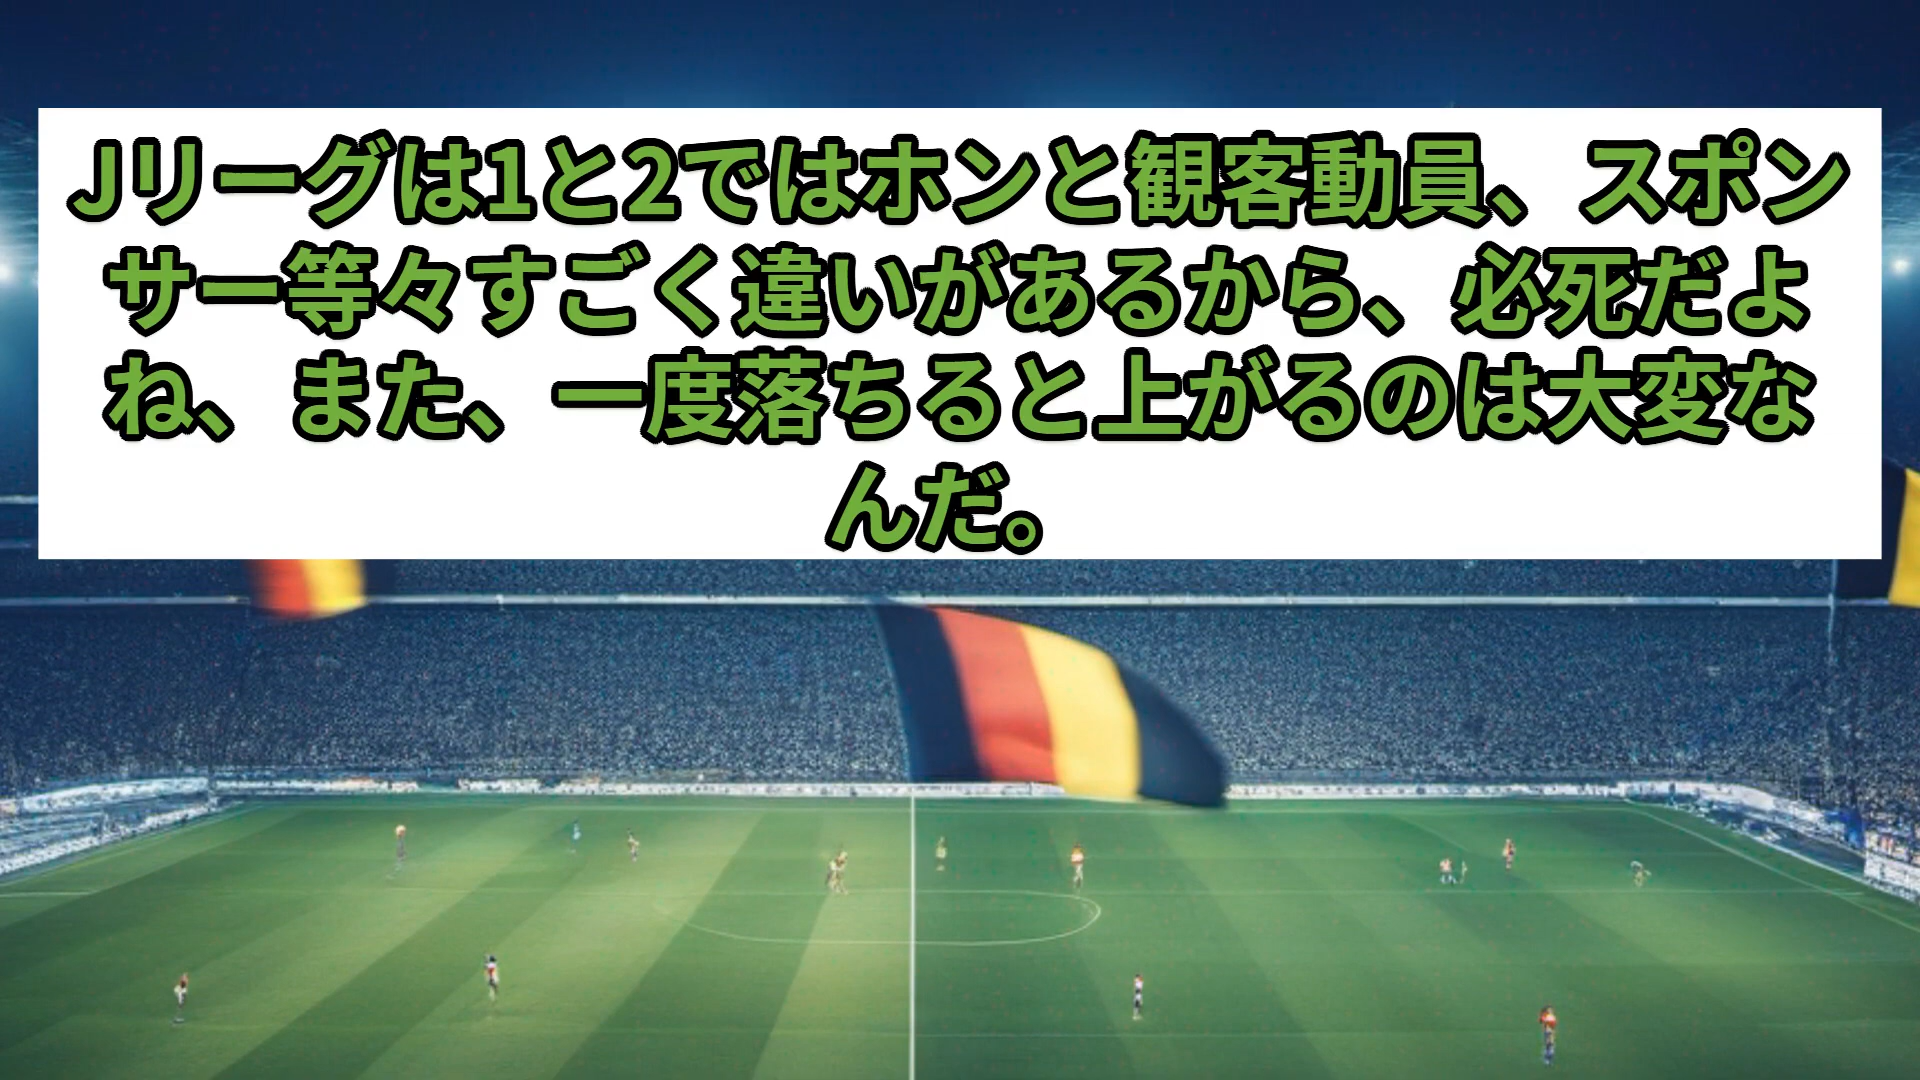 Jリーグは1と2ではホンと観客動員、スポン
サー等々すごく違いがあるから、必死だよ
ね、また、一度落ちると上がるのは大変な
んだ。